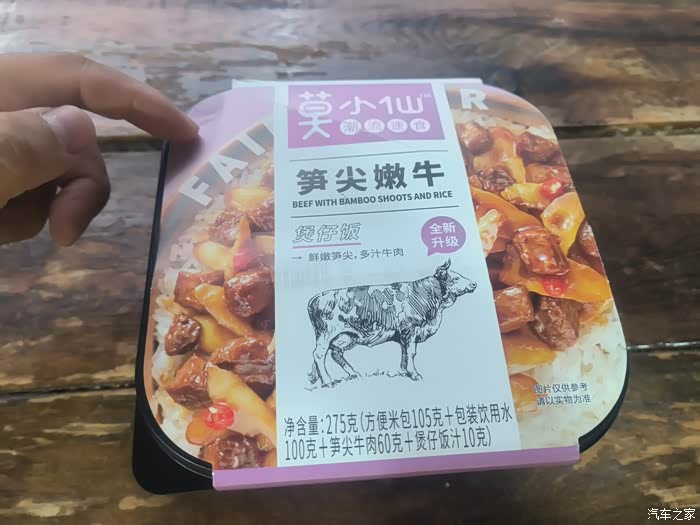 莫小仙™
潮流速食
FAI
R
笋尖嫩牛
BEEF WITH BAMBOO SHOOTS AND RICE
煲仔饭
全新
升级
→ 鲜嫩笋尖,多汁牛肉
图片仅供参考
请以实物为准
净含量:275克(方便米包105克+包装饮用水
100克+笋尖牛肉60克+煲仔饭汁10克)
汽车之家